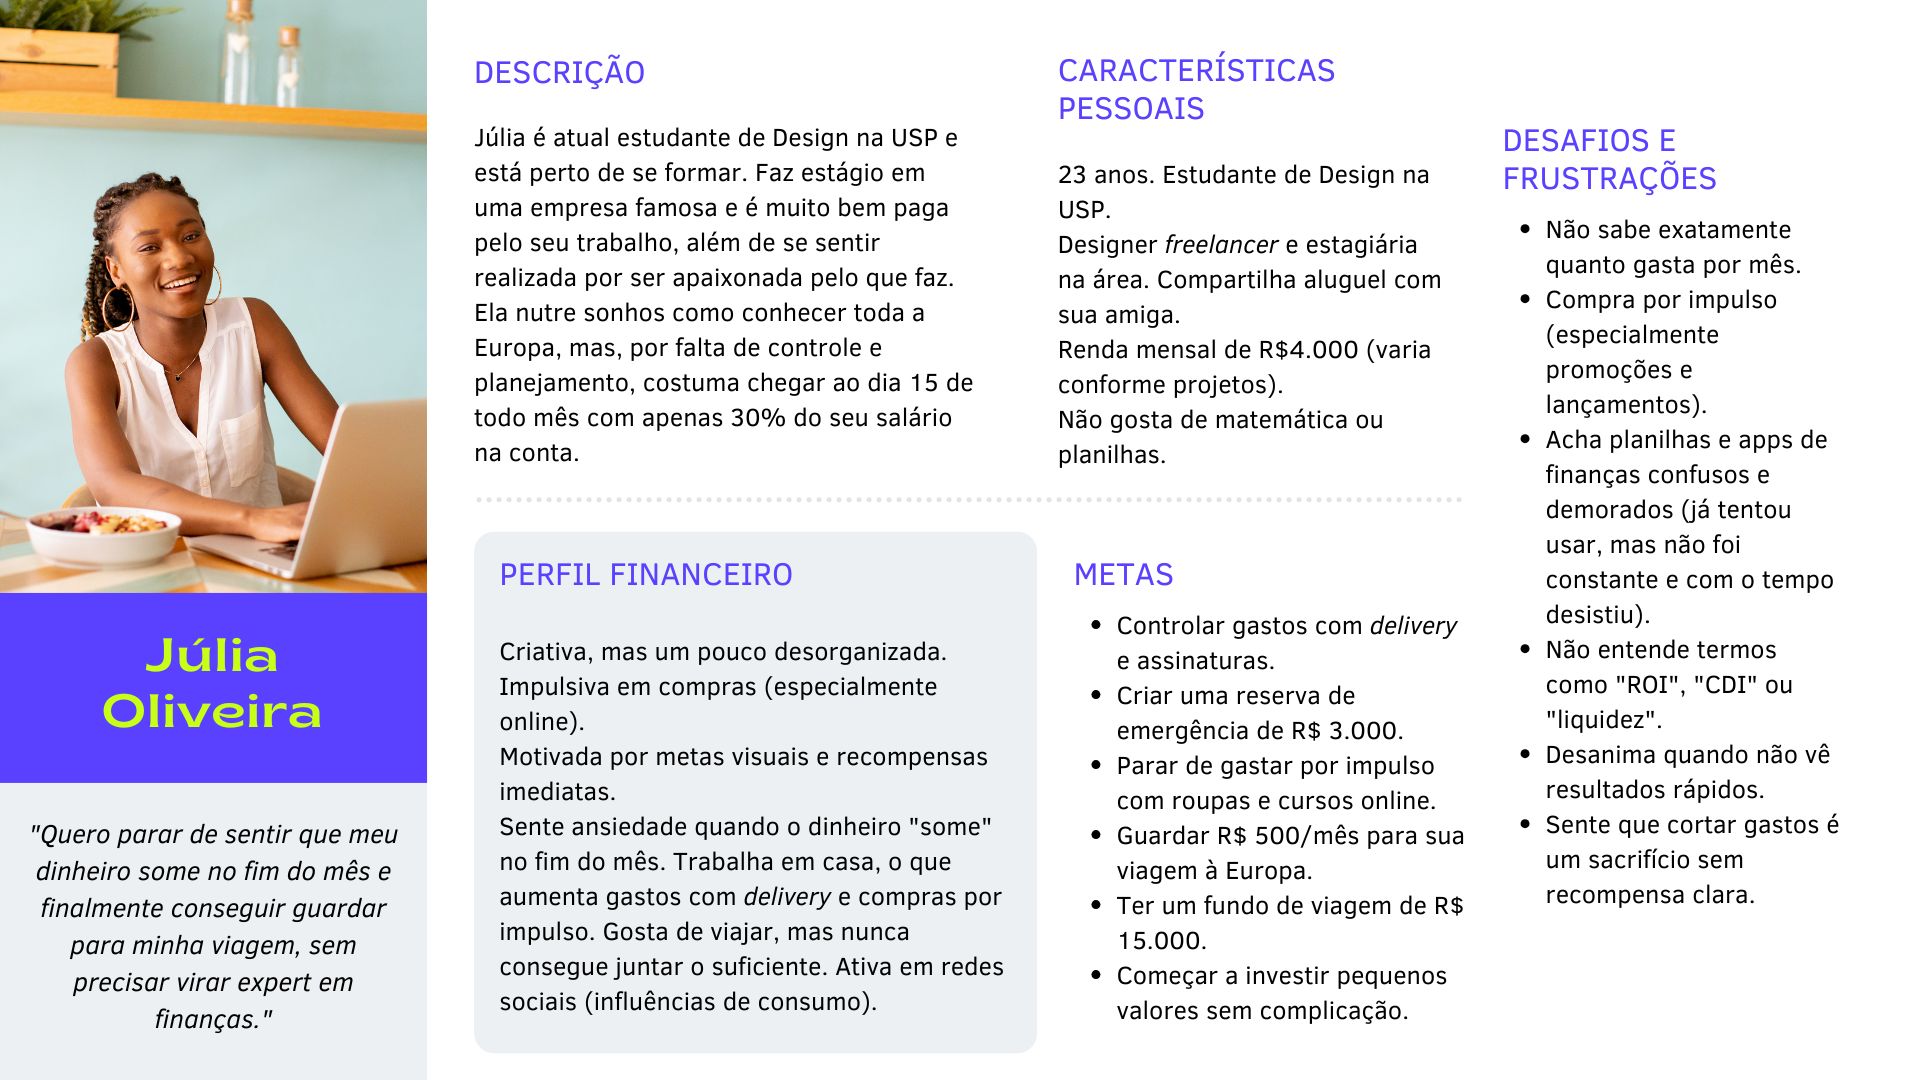 Júlia
Oliveira
"Quero parar de sentir que meu
dinheiro some no fim do mês e
finalmente conseguir guardar
para minha viagem, sem
precisar virar expert em
finanças."
DESCRIÇÃO
Júlia é atual estudante de Design na USP e
está perto de se formar. Faz estágio em
uma empresa famosa e é muito bem paga
pelo seu trabalho, além de se sentir
realizada por ser apaixonada pelo que faz.
Ela nutre sonhos como conhecer toda a
Europa, mas, por falta de controle e
planejamento, costuma chegar ao dia 15 de
todo mês com apenas 30% do seu salário
na conta.
CARACTERÍSTICAS
PESSOAIS
23 anos. Estudante de Design na
USP.
Designer freelancer e estagiária
na área. Compartilha aluguel com
sua amiga.
Renda mensal de R$4.000 (varia
conforme projetos).
Não gosta de matemática ou
planilhas.
PERFIL FINANCEIRO
Criativa, mas um pouco desorganizada.
Impulsiva em compras (especialmente
online).
Motivada por metas visuais e recompensas
imediatas.
Sente ansiedade quando o dinheiro "some"
no fim do mês. Trabalha em casa, o que
aumenta gastos com delivery e compras por
impulso. Gosta de viajar, mas nunca
consegue juntar o suficiente. Ativa em redes
sociais (influências de consumo).
METAS
• Controlar gastos com delivery
e assinaturas.
• Criar uma reserva de
emergência de R$ 3.000.
• Parar de gastar por impulso
com roupas e cursos online.
• Guardar R$ 500/mês para sua
viagem à Europa.
• Ter um fundo de viagem de R$
15.000.
• Começar a investir pequenos
valores sem complicação.
DESAFIOS E
FRUSTRAÇÕES
• Não sabe exatamente
quanto gasta por mês.
• Compra por impulso
(especialmente
promoções e
lançamentos).
• Acha planilhas e apps de
finanças confusos e
demorados (já tentou
usar, mas não foi
constante e com o tempo
desistiu).
• Não entende termos
como "ROI", "CDI" ou
"liquidez".
• Desanima quando não vê
resultados rápidos.
• Sente que cortar gastos é
um sacrifício sem
recompensa clara.